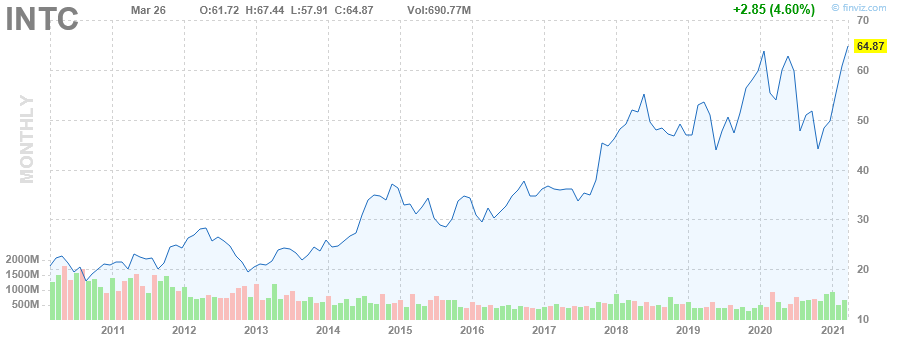 INTC
Mar 26 O:61.72 H:67.44 L:57.91 C:64.87 Vol:690.77M +2.85 (4.60%) © finviz.com
MONTHLY
70
64.87
60
50
40
30
20
10
2000M
1500M
1000M
500M
2011 2012 2013 2014 2015 2016 2017 2018 2019 2020 2021